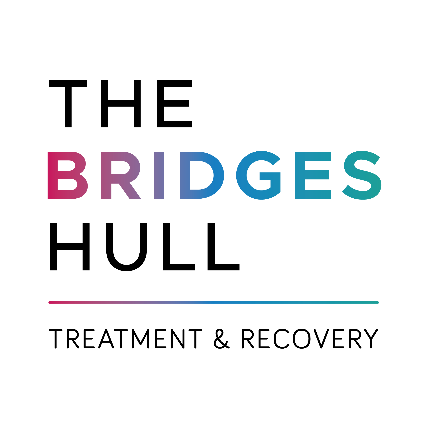 THE
BRIDGES
HULL
TREATMENT & RECOVERY